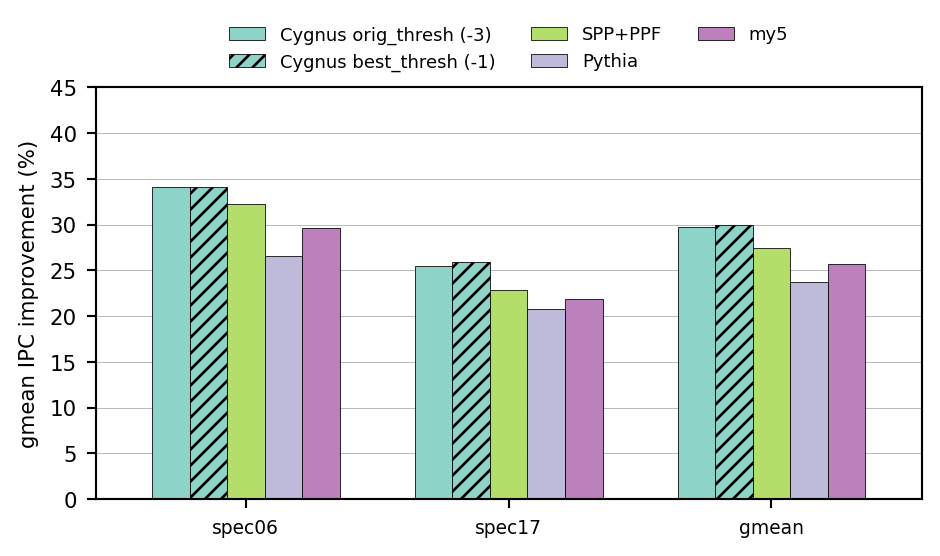 Cygnus orig_thresh (-3)
Cygnus best_thresh (-1)
SPP+PPF
Pythia
my5
gmean IPC improvement (%)
45
40
35
30
25
20
15
10
5
0
spec06
spec17
gmean